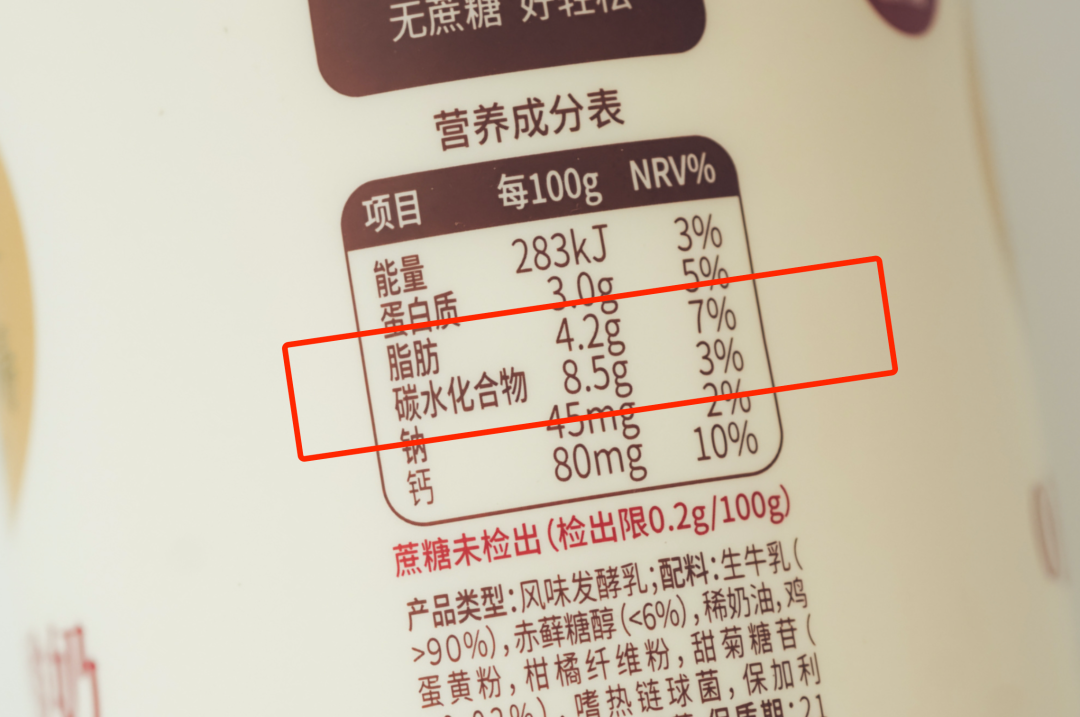 无蔗糖 好轻松
营养成分表
项目 每100g NRV%
能量 283kJ 3%
蛋白质 3.0g 5%
脂肪 4.2g 7%
碳水化合物 8.5g 3%
钠 45mg 2%
钙 80mg 10%
蔗糖未检出(检出限0.2g/100g)
产品类型:风味发酵乳;配料:生牛乳(
>90%),赤藓糖醇(<6%),稀奶油,鸡
蛋黄粉,柑橘纤维粉,甜菊糖苷(
嗜热链球菌,保加利
保质期:21
奶